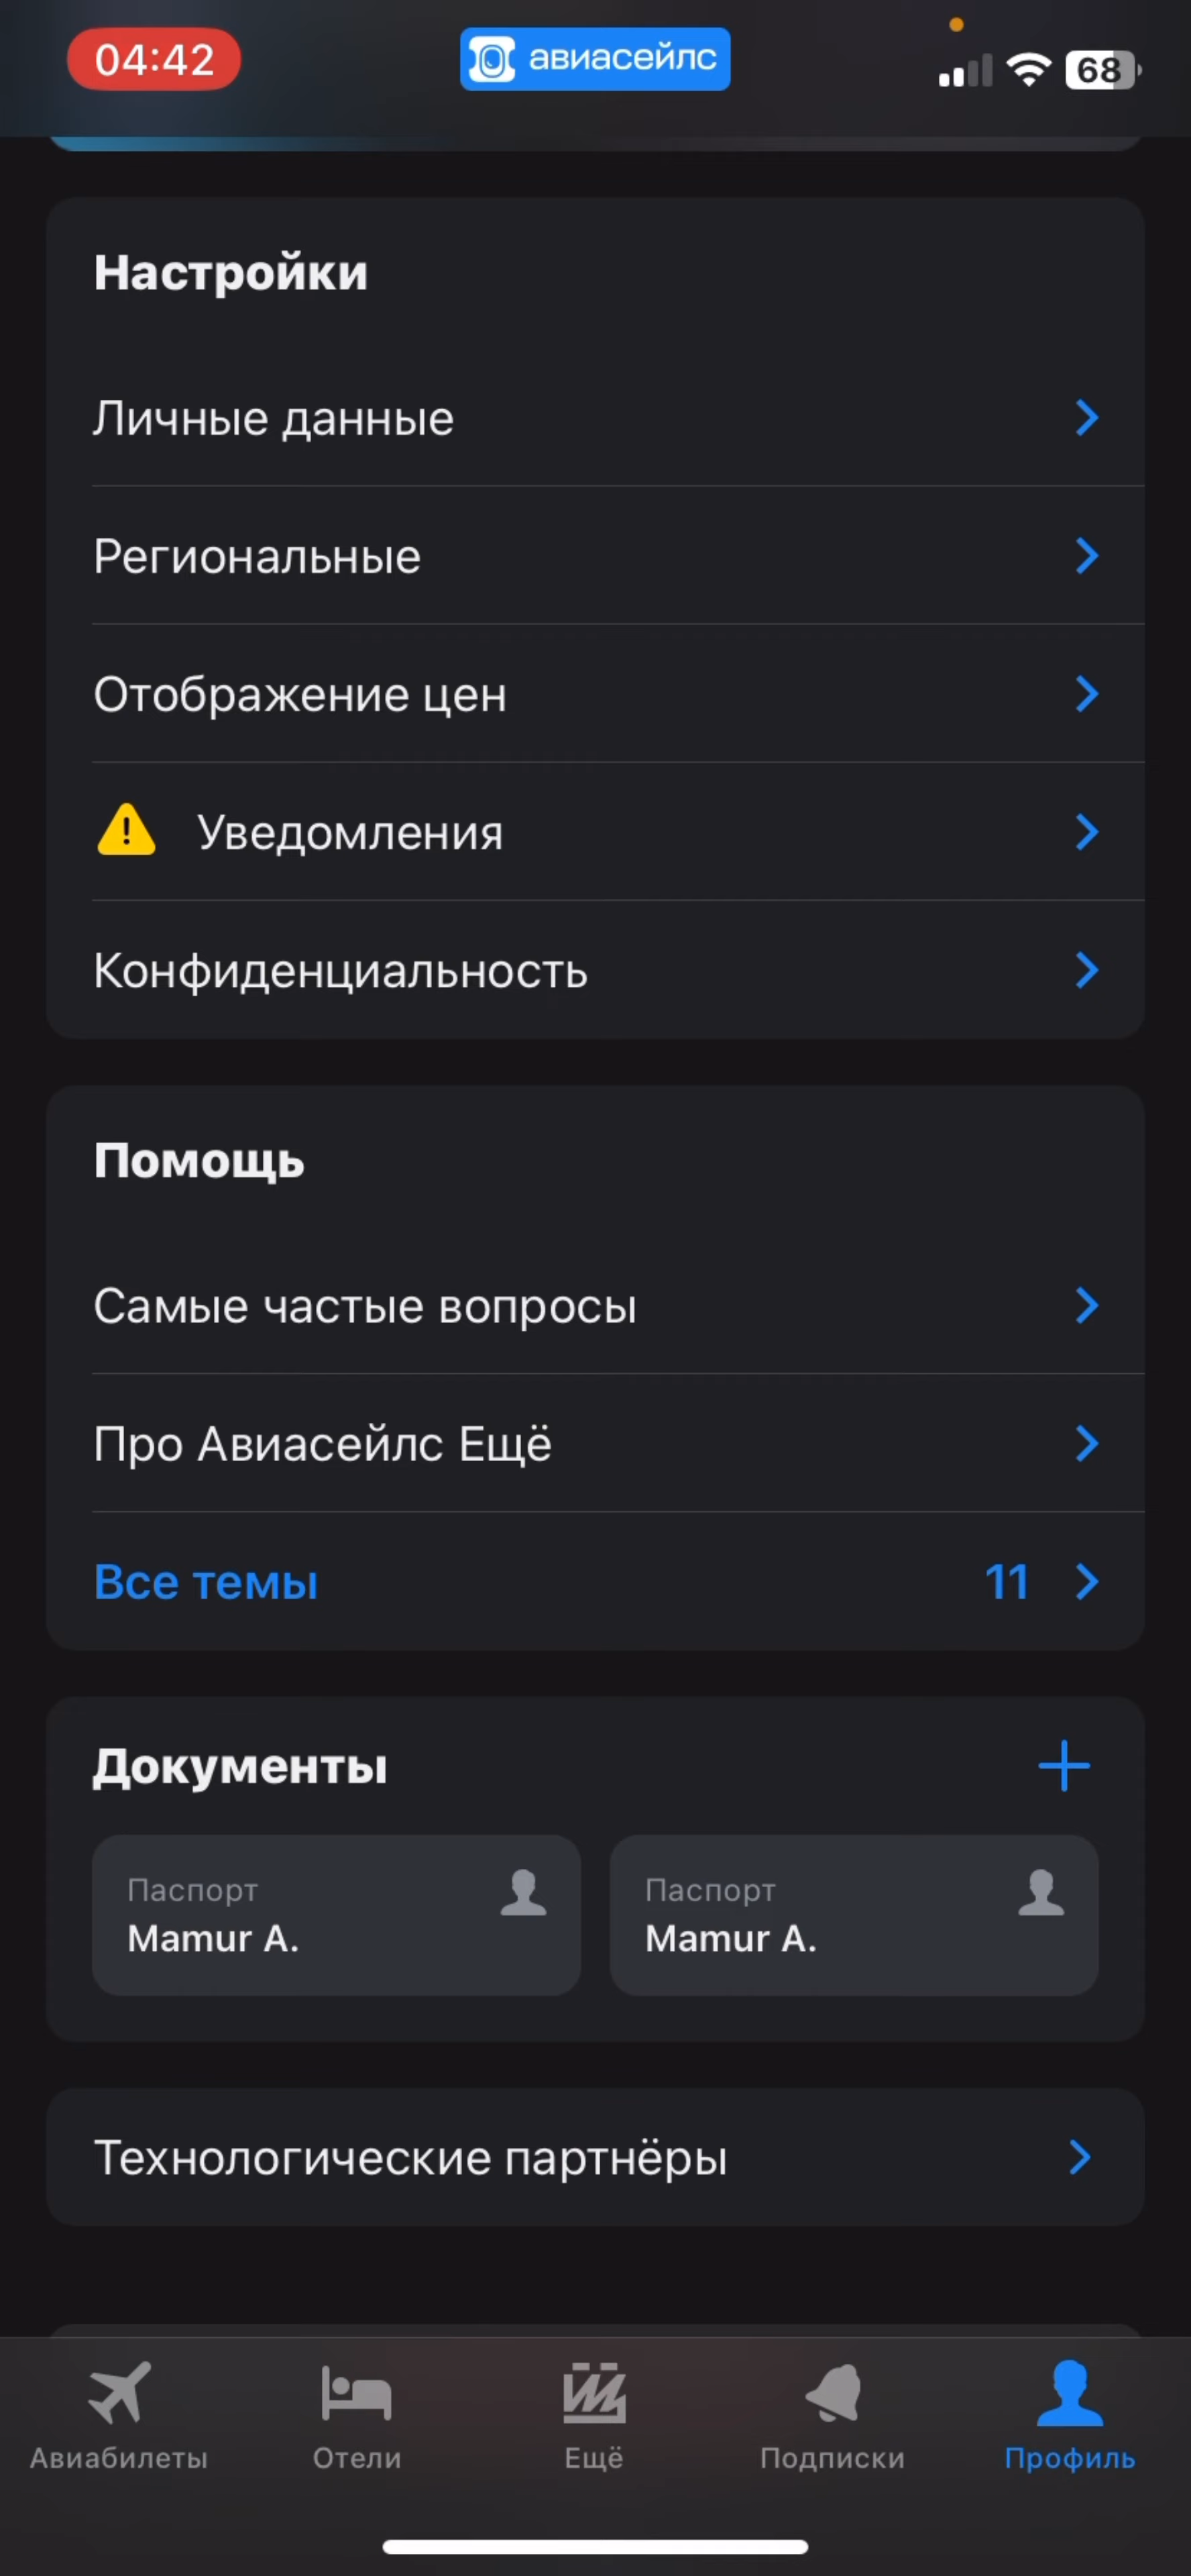 04:42
авиасейлс
68
Настройки
Личные данные
Региональные
Отображение цен
Уведомления
Конфиденциальность
Помощь
Самые частые вопросы
Про Авиасейлс Ещё
Все темы 11
Документы
Паспорт
Mamur A.
Паспорт
Mamur A.
Технологические партнёры
Авиабилеты
Отели
Ещё
Подписки
Профиль